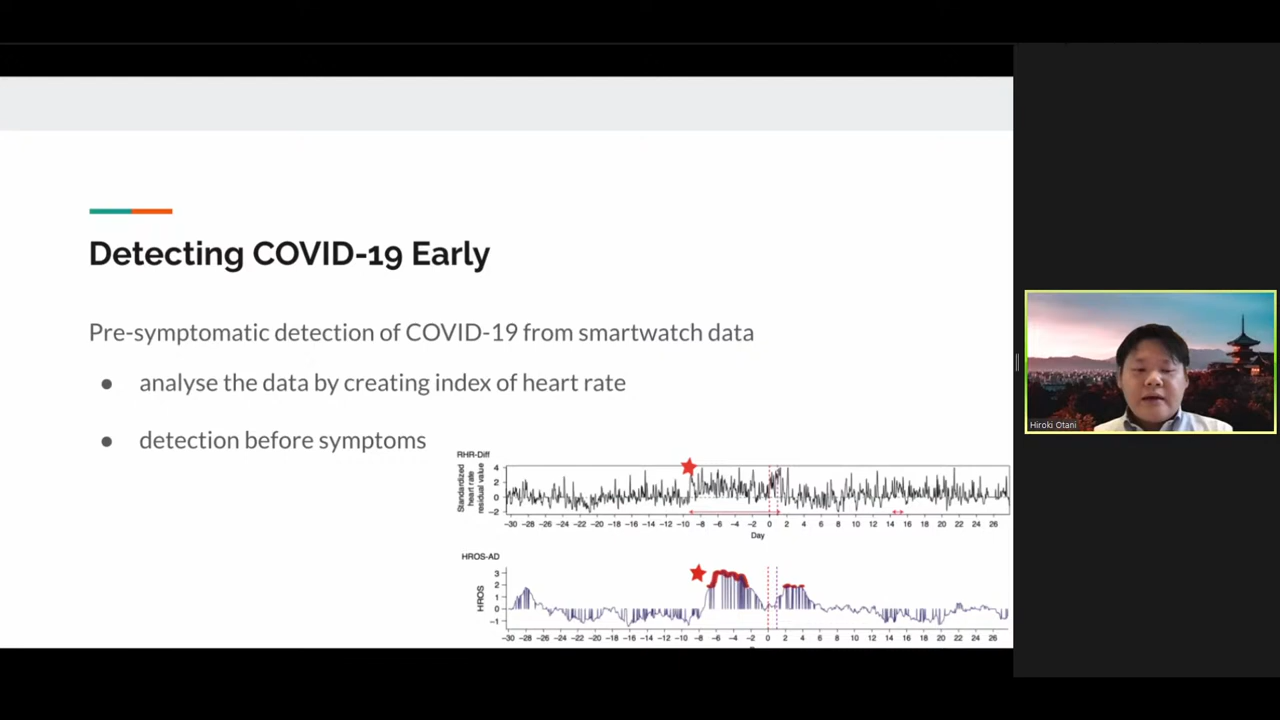 Detecting COVID-19 Early
Pre-symptomatic detection of COVID-19 from smartwatch data
● analyse the data by creating index of heart rate
● detection before symptoms
RHR-Diff
Standardized
heart rate
residual value
4
2
0
−2
−30 −28 −26 −24 −22 −20 −18 −16 −14 −12 −10 −8 −6 −4 −2 0 2 4 6 8 10 12 14 16 18 20 22 24 26
Day
HROS-AD
HROS
3
2
1
0
−1
−30 −28 −26 −24 −22 −20 −18 −16 −14 −12 −10 −8 −6 −4 −2 0 2 4 6 8 10 12 14 16 18 20 22 24 26
Hiroki Otani